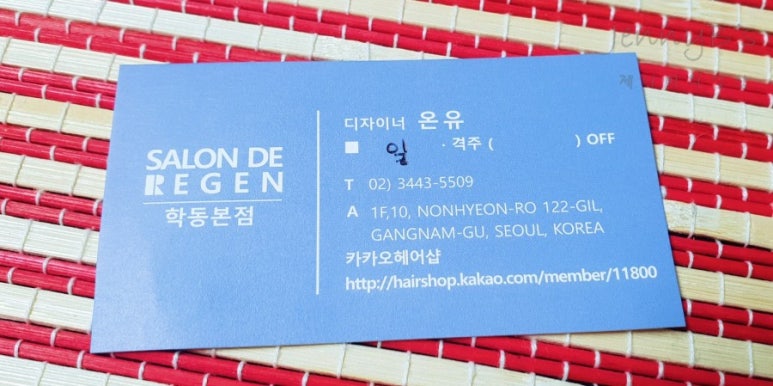 SALON DE
REGEN
학동본점
디자이너 온유
■ 일 · 격주 ( ) OFF
T 02) 3443-5509
A 1F,10, NONHYEON-RO 122-GIL,
GANGNAM-GU, SEOUL, KOREA
카카오헤어샵
http://hairshop.kakao.com/member/11800